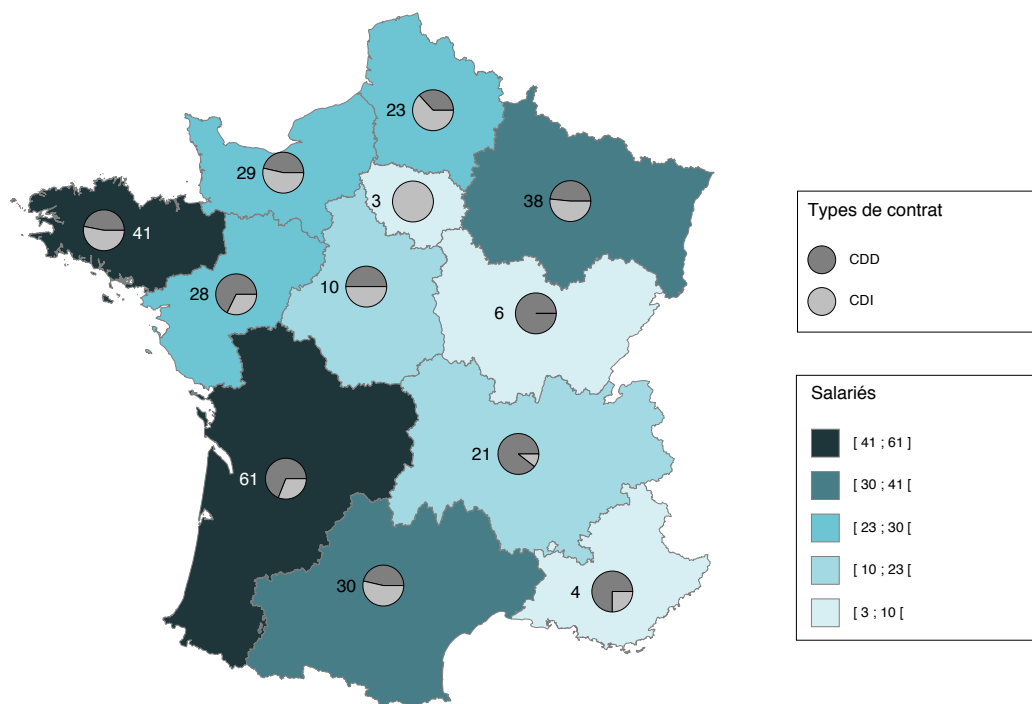 23
29
3
38
41
28
10
6
61
21
30
4
Types de contrat
CDD
CDI
Salariés
[ 41 ; 61 ]
[ 30 ; 41 [
[ 23 ; 30 [
[ 10 ; 23 [
[ 3 ; 10 [